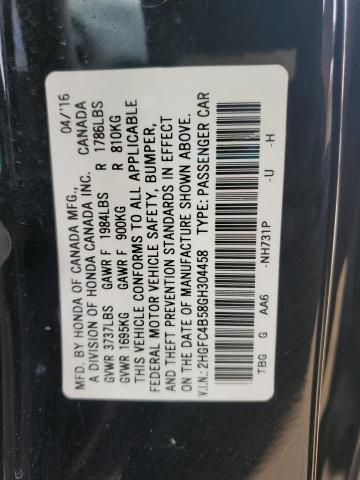 MFD. BY HONDA OF CANADA MFG., 04/16
A DIVISION OF HONDA CANADA INC. CANADA
GVWR 3737LBS GAWR F 1984LBS R 1786LBS
GVWR 1695KG GAWR F 900KG R 810KG
THIS VEHICLE CONFORMS TO ALL APPLICABLE
FEDERAL MOTOR VEHICLE SAFETY, BUMPER,
AND THEFT PREVENTION STANDARDS IN EFFECT
ON THE DATE OF MANUFACTURE SHOWN ABOVE.
V.I.N.: 2HGFC4B58GH304458 TYPE: PASSENGER CAR
TBG G AA6 -NH731P -U -H